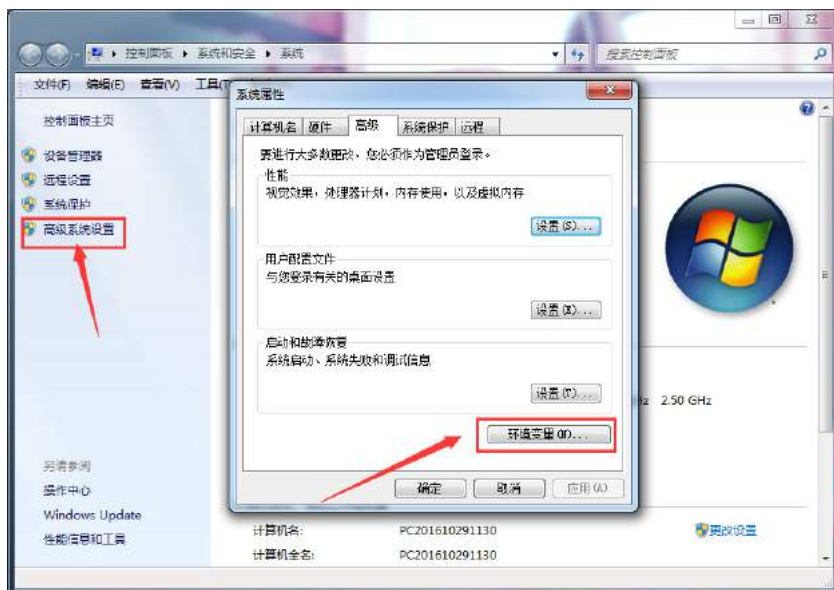 控制面板 ▸ 系统和安全 ▸ 系统
搜索控制面板
文件(F) 编辑(E) 查看(V) 工具(T)
控制面板主页
设备管理器
远程设置
系统保护
高级系统设置
另请参阅
操作中心
Windows Update
性能信息和工具
系统属性
计算机名 硬件 高级 系统保护 远程
要进行大多数更改，您必须作为管理员登录。
性能
视觉效果，处理器计划，内存使用，以及虚拟内存
设置(S)...
用户配置文件
与您登录有关的桌面设置
设置(E)...
启动和故障恢复
系统启动、系统失败和调试信息
设置(T)...
环境变量(N)...
确定 取消 应用(A)
Hz 2.50 GHz
计算机名: PC201610291130
更改设置
计算机全名: PC201610291130